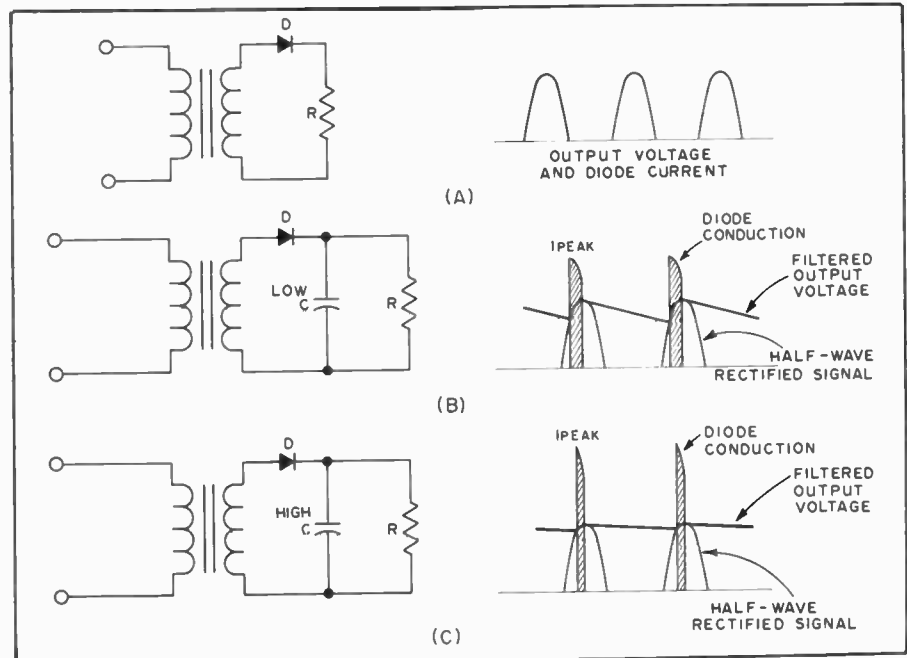 D
R
OUTPUT VOLTAGE
AND DIODE CURRENT
(A)
D
LOW
C
R
IPEAK
DIODE
CONDUCTION
FILTERED
OUTPUT
VOLTAGE
HALF-WAVE
RECTIFIED SIGNAL
(B)
D
HIGH
C
R
IPEAK
DIODE
CONDUCTION
FILTERED
OUTPUT
VOLTAGE
HALF-WAVE
RECTIFIED SIGNAL
(C)